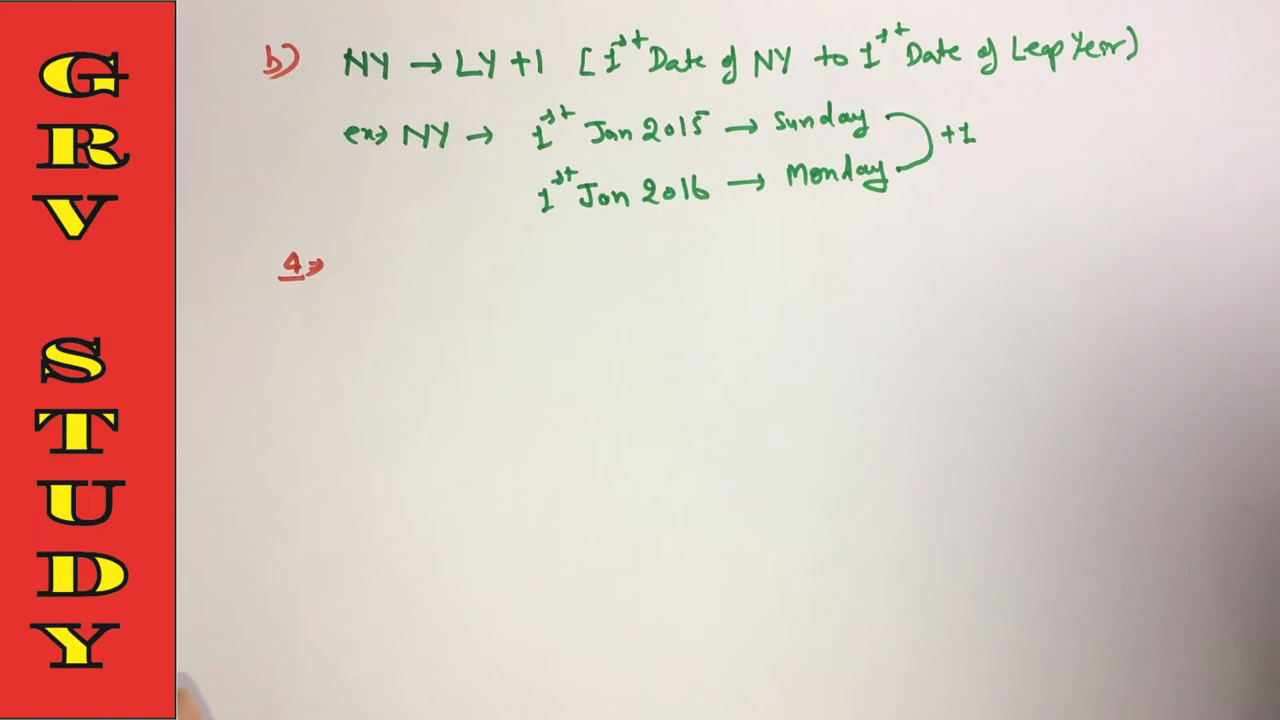 GRV STUDY
b) NY → LY +1 [1st Date of NY to 1st Date of Leap Year)
ex> NY → 1st Jan 2015 → Sunday
+1
1st Jan 2016 → Monday
4⇒